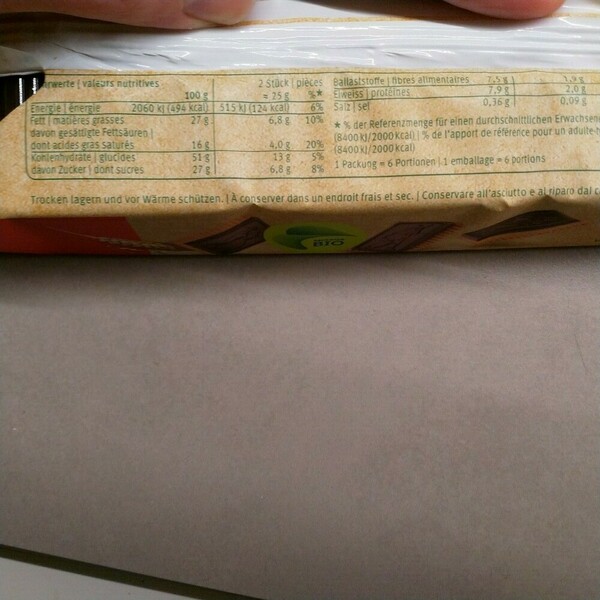 valeurs nutritives
100 g
2 Stück | pièces
= 25 g %*
Energie | énergie 2060 kJ (494 kcal) 515 kJ (124 kcal) 6%
Fett | matières grasses 27 g 6,8 g 10%
davon gesättigte Fettsäuren |
dont acides gras saturés 16 g 4,0 g 20%
Kohlenhydrate | glucides 51 g 13 g 5%
davon Zucker | dont sucres 27 g 6,8 g 8%
Ballaststoffe | fibres alimentaires 7,5 g 1,9 g
Eiweiss | protéines 7,9 g 2,0 g
Salz | sel 0,36 g 0,09 g
* % der Referenzmenge für einen durchschnittlichen Erwachsene
(8400 kJ/2000 kcal) | % de l'apport de référence pour un adulte
(8400 kJ/2000 kcal)
1 Packung = 6 Portionen | 1 emballage = 6 portions
Trocken lagern und vor Wärme schützen. | À conserver dans un endroit frais et sec. | Conservare all'asciutto e al riparo dal
BIO